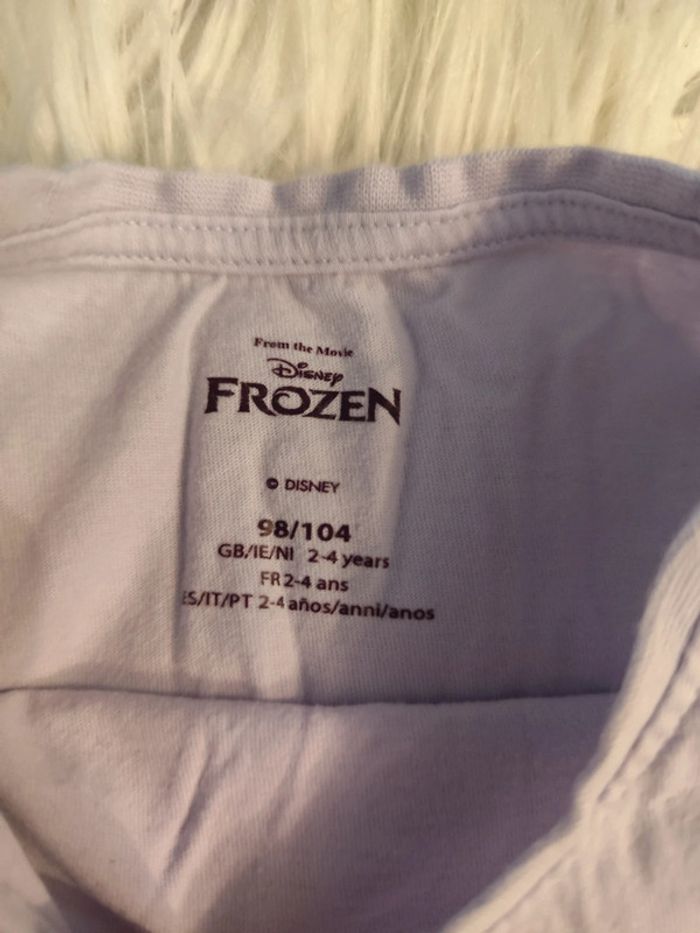 From the Movie
Disney
FROZEN
© DISNEY
98/104
GB/IE/NI 2-4 years
FR 2-4 ans
ES/IT/PT 2-4 años/anni/anos